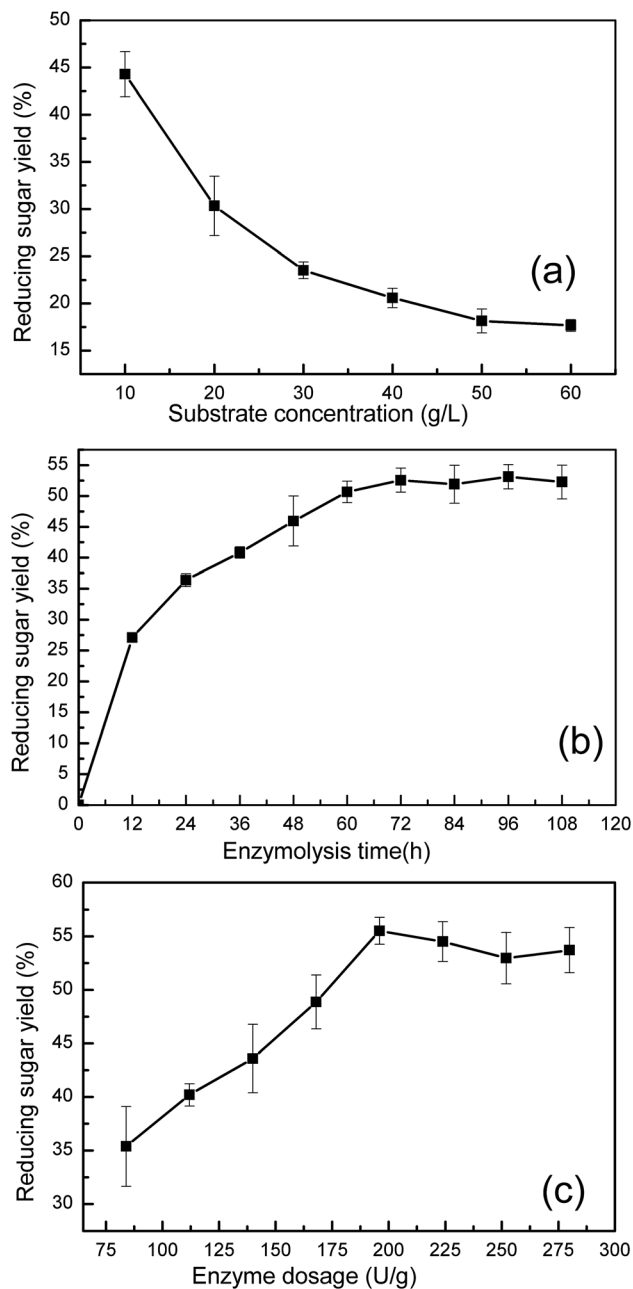 50
45
40
35
30
25
20
15
Reducing sugar yield (%)
(a)
10 20 30 40 50 60
Substrate concentration (g/L)
55
50
45
40
35
30
25
20
15
10
5
0
Reducing sugar yield (%)
(b)
0 12 24 36 48 60 72 84 96 108 120
Enzymolysis time(h)
60
55
50
45
40
35
30
Reducing sugar yield (%)
(c)
75 100 125 150 175 200 225 250 275 300
Enzyme dosage (U/g)